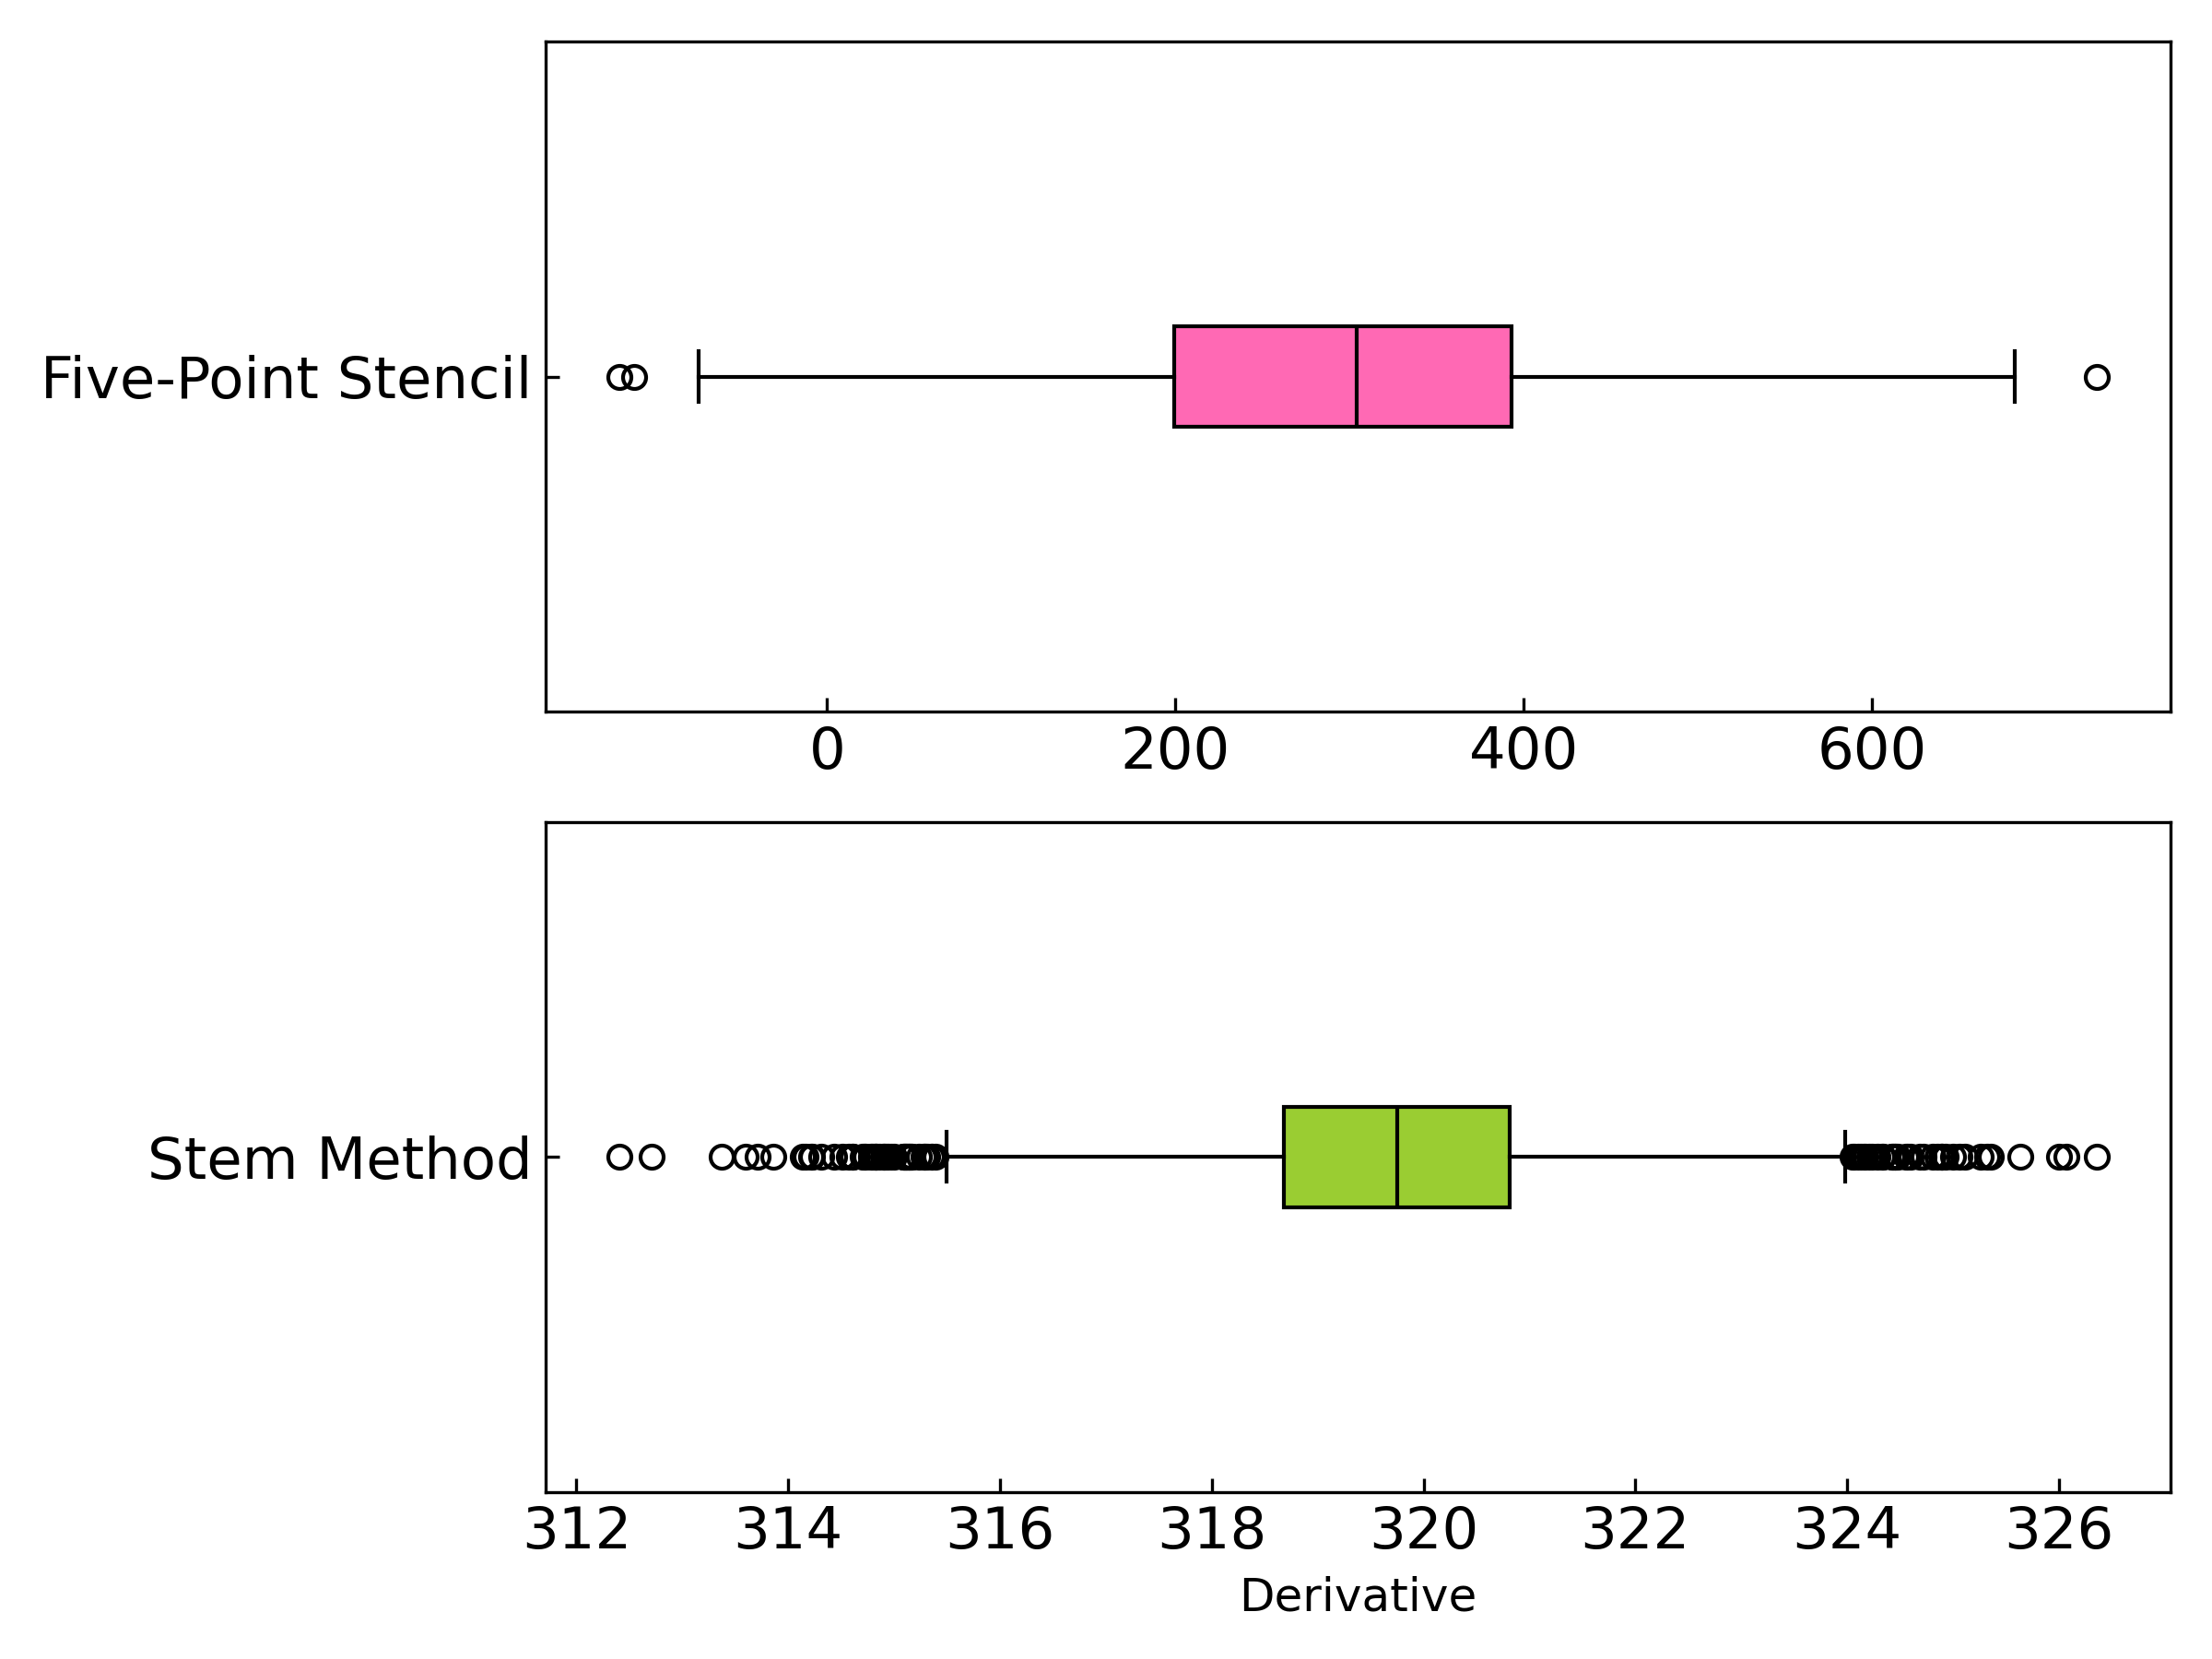 Five-Point Stencil
0 200 400 600
Stem Method
312 314 316 318 320 322 324 326
Derivative